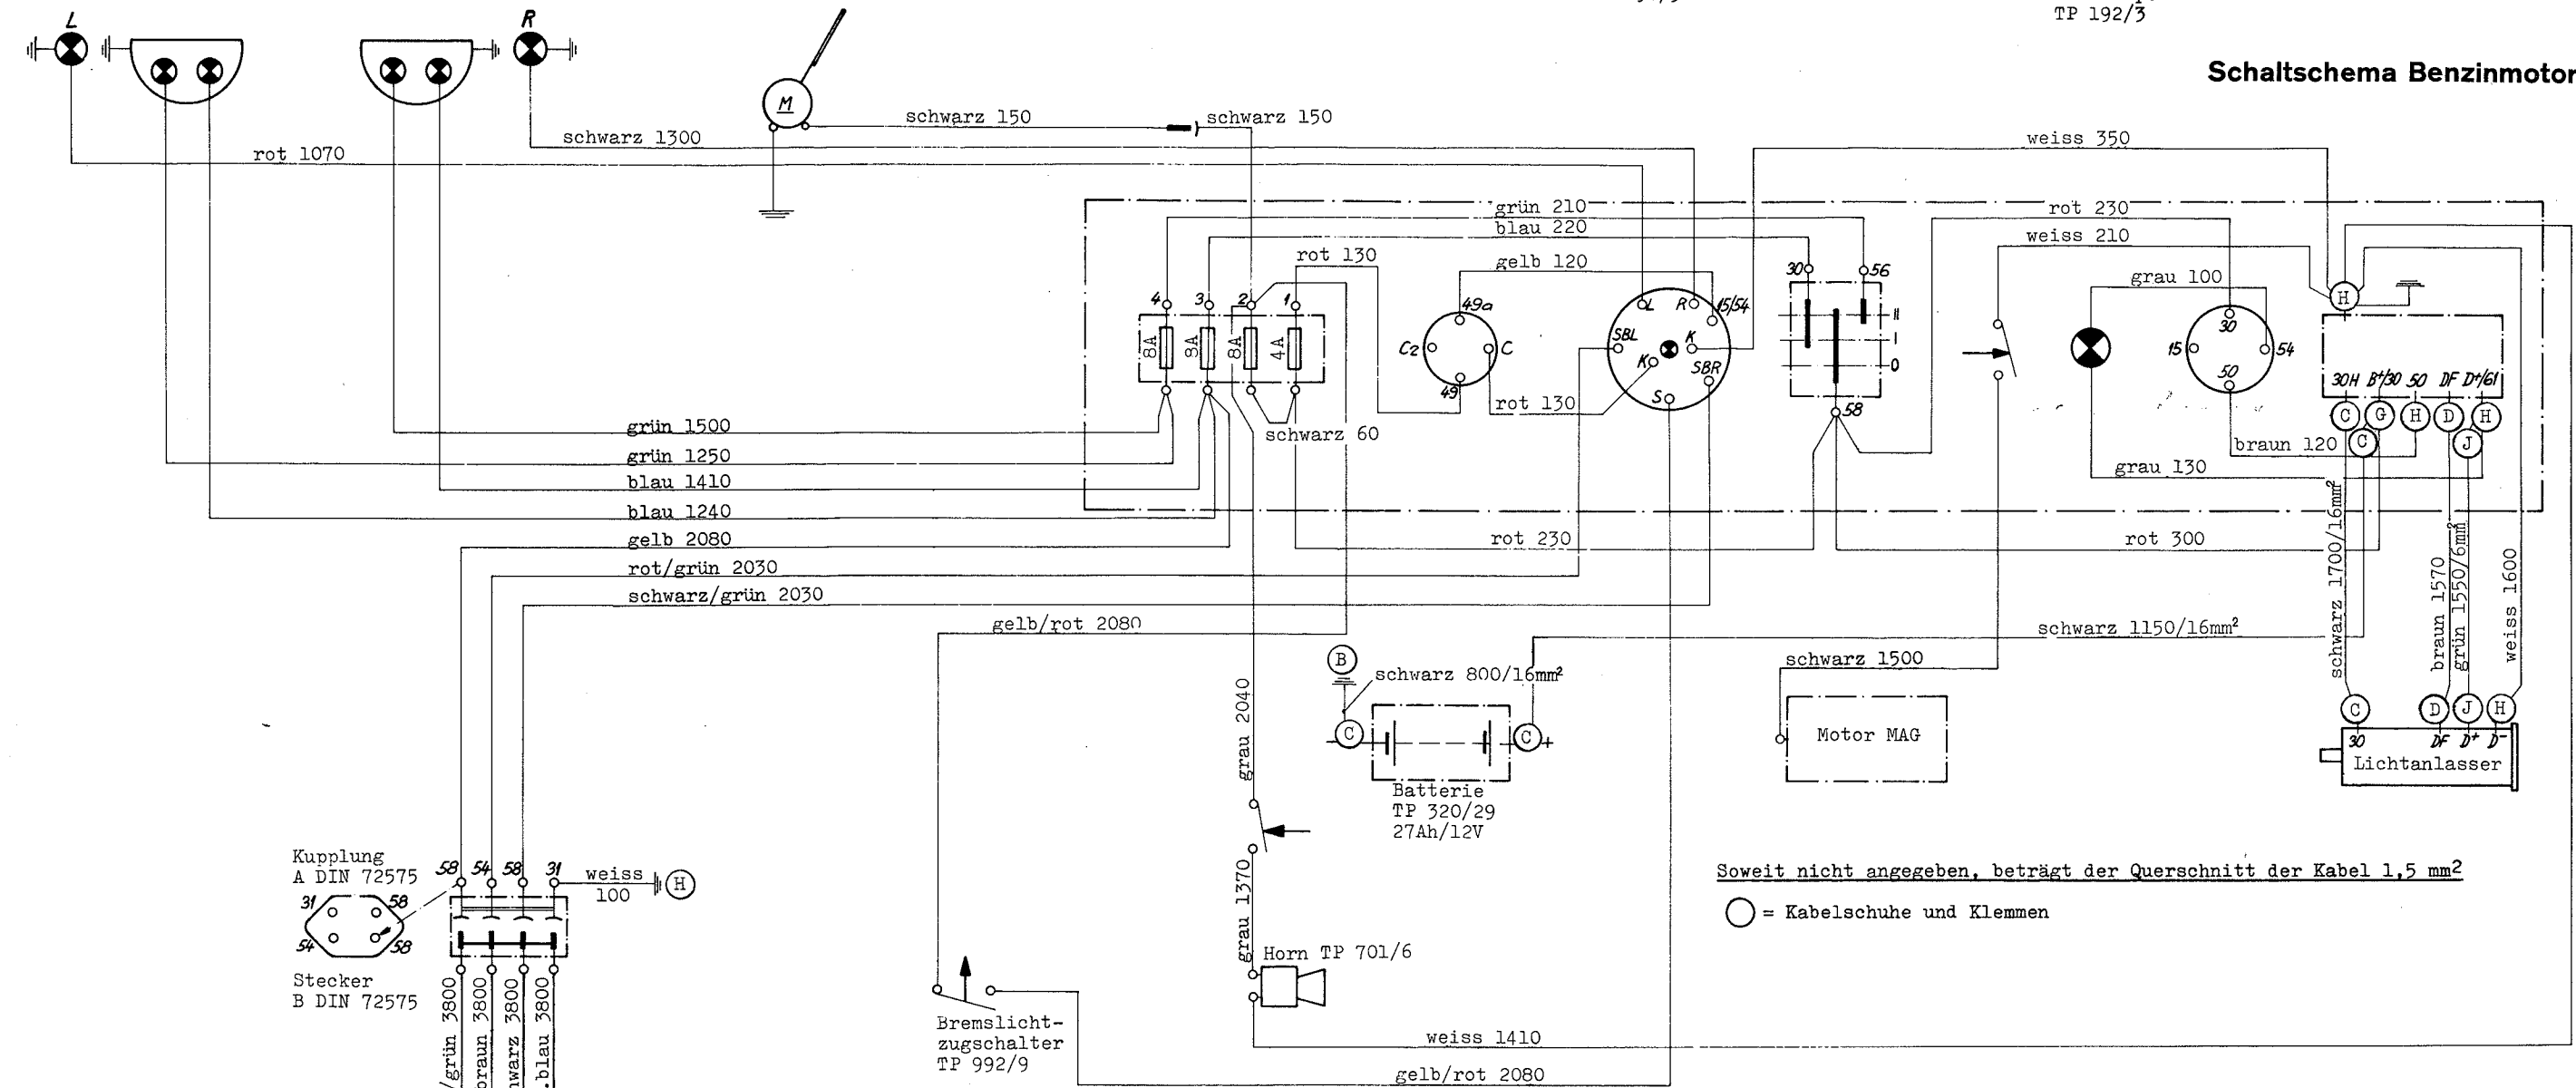 TP 192/3
Schaltschema Benzinmotor
L
R
M
schwarz 150
schwarz 150
schwarz 1300
rot 1070
weiss 350
grün 210
blau 220
rot 230
weiss 210
rot 130
gelb 120
grau 100
4
3
2
1
8A
8A
8A
4A
49a
C2
C
49
rot 130
schwarz 60
L
R
15/54
SBL
K
K
SBR
S
30
56
II
I
0
58
30
15
54
50
H
30H
B+/30
50
DF
D+/61
C
G
H
D
H
C
J
braun 120
grau 130
grün 1500
grün 1250
blau 1410
blau 1240
gelb 2080
rot/grün 2030
schwarz/grün 2030
gelb/rot 2080
rot 230
rot 300
schwarz 1700/16mm²
braun 1570
grün 1550/6mm²
weiss 1600
schwarz 1150/16mm²
schwarz 1500
B
schwarz 800/16mm²
C
C
+
Batterie
TP 320/29
27Ah/12V
Motor MAG
C
D
J
H
30
DF
D+
D-
Lichtanlasser
grau 2040
grau 1370
Horn TP 701/6
weiss 1410
gelb/rot 2080
Bremslicht-
zugschalter
TP 992/9
Kupplung
A DIN 72575
31
58
54
58
Stecker
B DIN 72575
58
54
58
31
weiss
100
H
/grün 3800
braun 3800
hwarz 3800
.blau 3800
Soweit nicht angegeben, beträgt der Querschnitt der Kabel 1,5 mm²
= Kabelschuhe und Klemmen